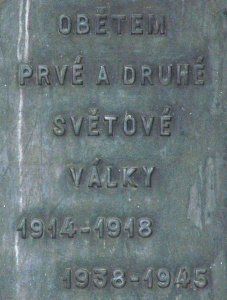 OBĚTEM
PRVÉ A DRUHÉ
SVĚTOVÉ
VÁLKY
1914-1918
1938-1945